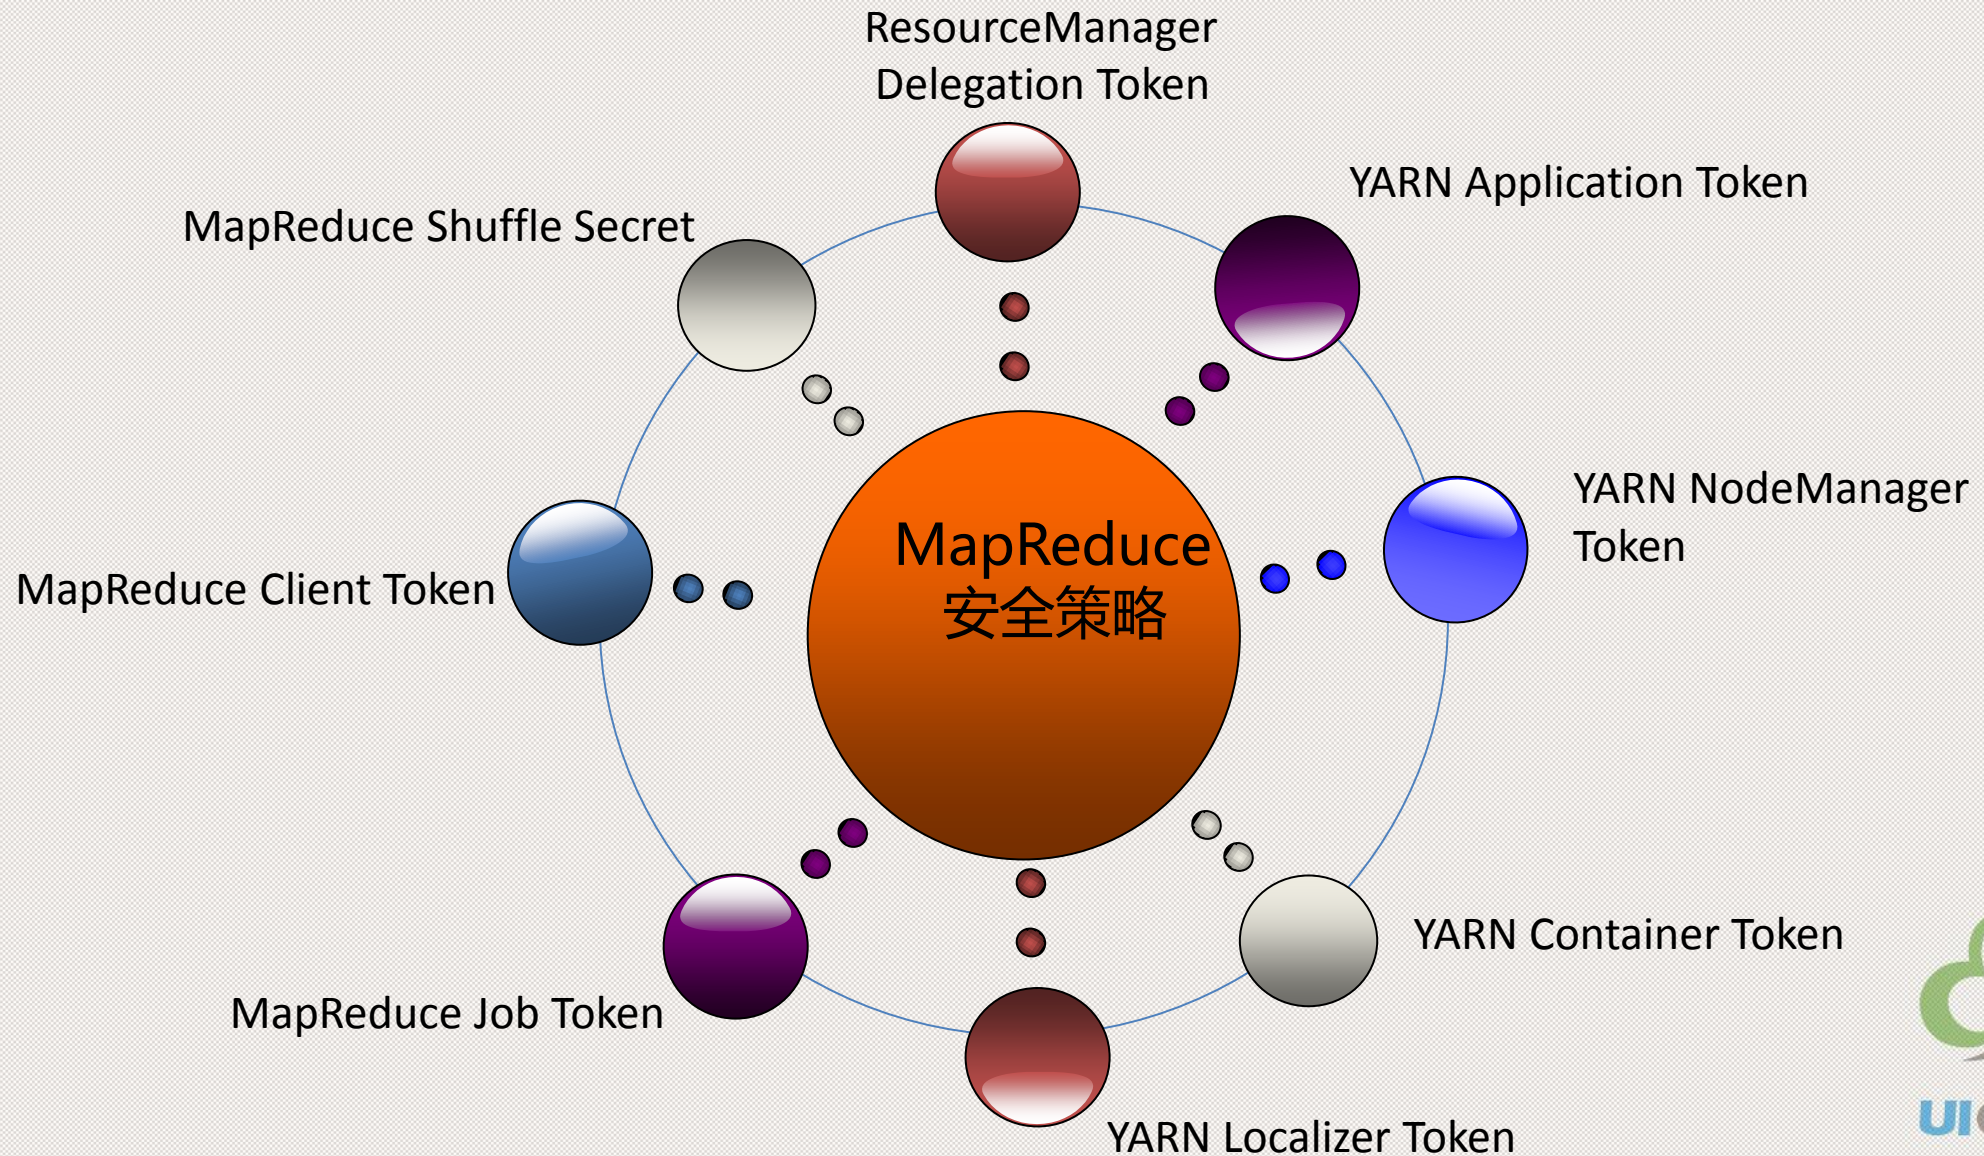 ResourceManager
Delegation Token
YARN Application Token
MapReduce Shuffle Secret
YARN NodeManager
Token
MapReduce
安全策略
MapReduce Client Token
YARN Container Token
MapReduce Job Token
YARN Localizer Token
UI